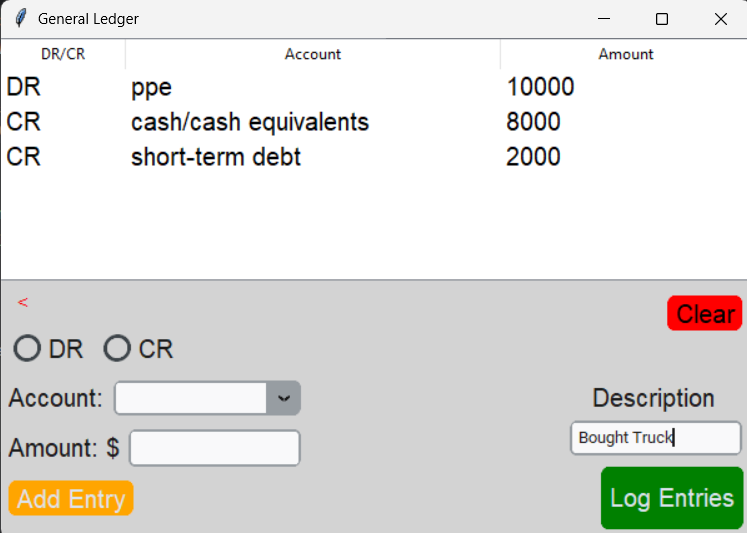 General Ledger
DR/CR Account Amount
DR ppe 10000
CR cash/cash equivalents 8000
CR short-term debt 2000
<
Clear
DR CR
Account:
Description
Amount: $
Bought Truck
Add Entry
Log Entries